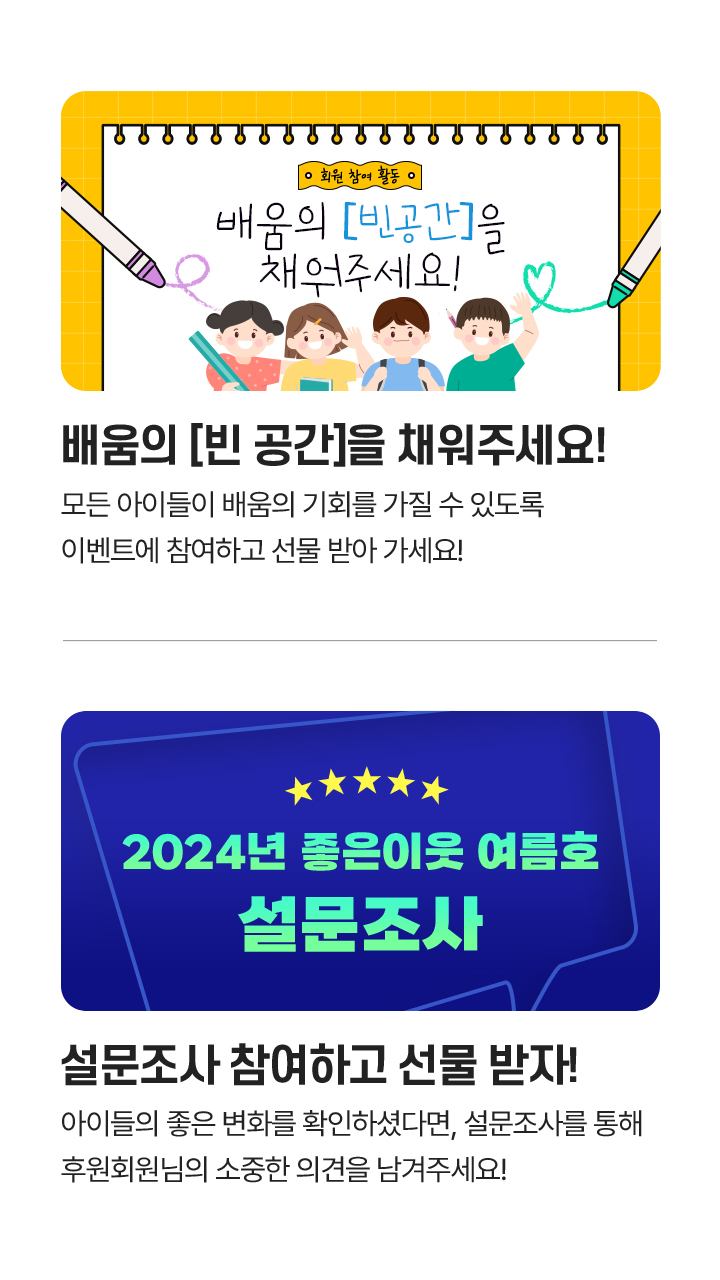 회원 참여 활동
배움의 [빈공간]을
채워주세요!
배움의 [빈 공간]을 채워주세요!
모든 아이들이 배움의 기회를 가질 수 있도록
이벤트에 참여하고 선물 받아 가세요!
2024년 좋은이웃 여름호
설문조사
설문조사 참여하고 선물 받자!
아이들의 좋은 변화를 확인하셨다면, 설문조사를 통해
후원회원님의 소중한 의견을 남겨주세요!